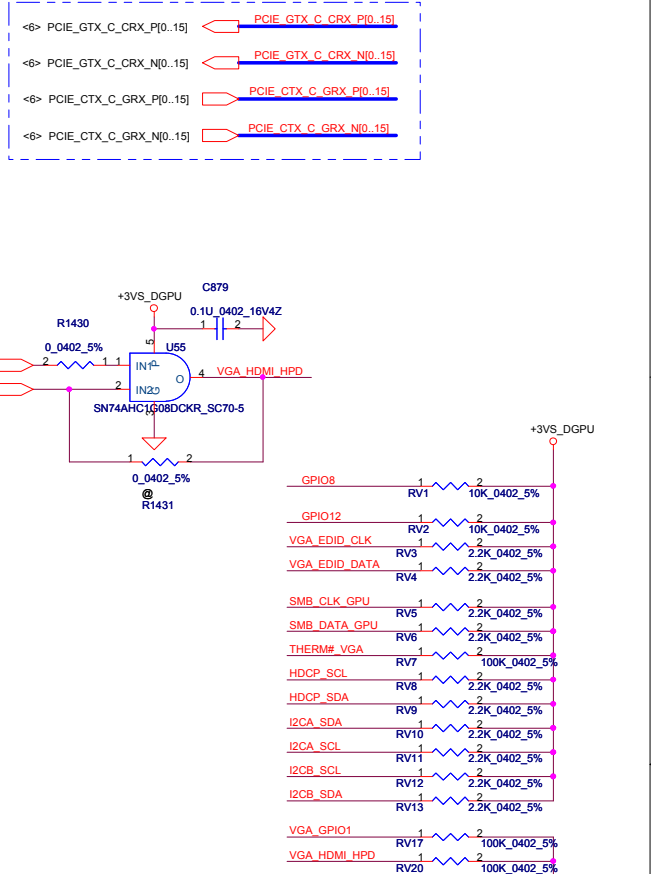 <6> PCIE_GTX_C_CRX_P[0..15] PCIE_GTX_C_CRX_P[0..15]
<6> PCIE_GTX_C_CRX_N[0..15] PCIE_GTX_C_CRX_N[0..15]
<6> PCIE_CTX_C_GRX_P[0..15] PCIE_CTX_C_GRX_P[0..15]
<6> PCIE_CTX_C_GRX_N[0..15] PCIE_CTX_C_GRX_N[0..15]
C879
+3VS_DGPU
0.1U_0402_16V4Z
R1430
1 2
0_0402_5%
5
U55
2 1 1
IN1 P
O
4 VGA_HDMI_HPD
2
IN2 G
SN74AHC1G08DCKR_SC70-5
3
1 2
0_0402_5%
@
R1431
+3VS_DGPU
GPIO8 1 2
RV1 10K_0402_5%
GPIO12 1 2
RV2 10K_0402_5%
VGA_EDID_CLK 1 2
RV3 2.2K_0402_5%
VGA_EDID_DATA 1 2
RV4 2.2K_0402_5%
SMB_CLK_GPU 1 2
RV5 2.2K_0402_5%
SMB_DATA_GPU 1 2
RV6 2.2K_0402_5%
THERM#_VGA 1 2
RV7 100K_0402_5%
HDCP_SCL 1 2
RV8 2.2K_0402_5%
HDCP_SDA 1 2
RV9 2.2K_0402_5%
I2CA_SDA 1 2
RV10 2.2K_0402_5%
I2CA_SCL 1 2
RV11 2.2K_0402_5%
I2CB_SCL 1 2
RV12 2.2K_0402_5%
I2CB_SDA 1 2
RV13 2.2K_0402_5%
VGA_GPIO1 1 2
RV17 100K_0402_5%
VGA_HDMI_HPD 1 2
RV20 100K_0402_5%